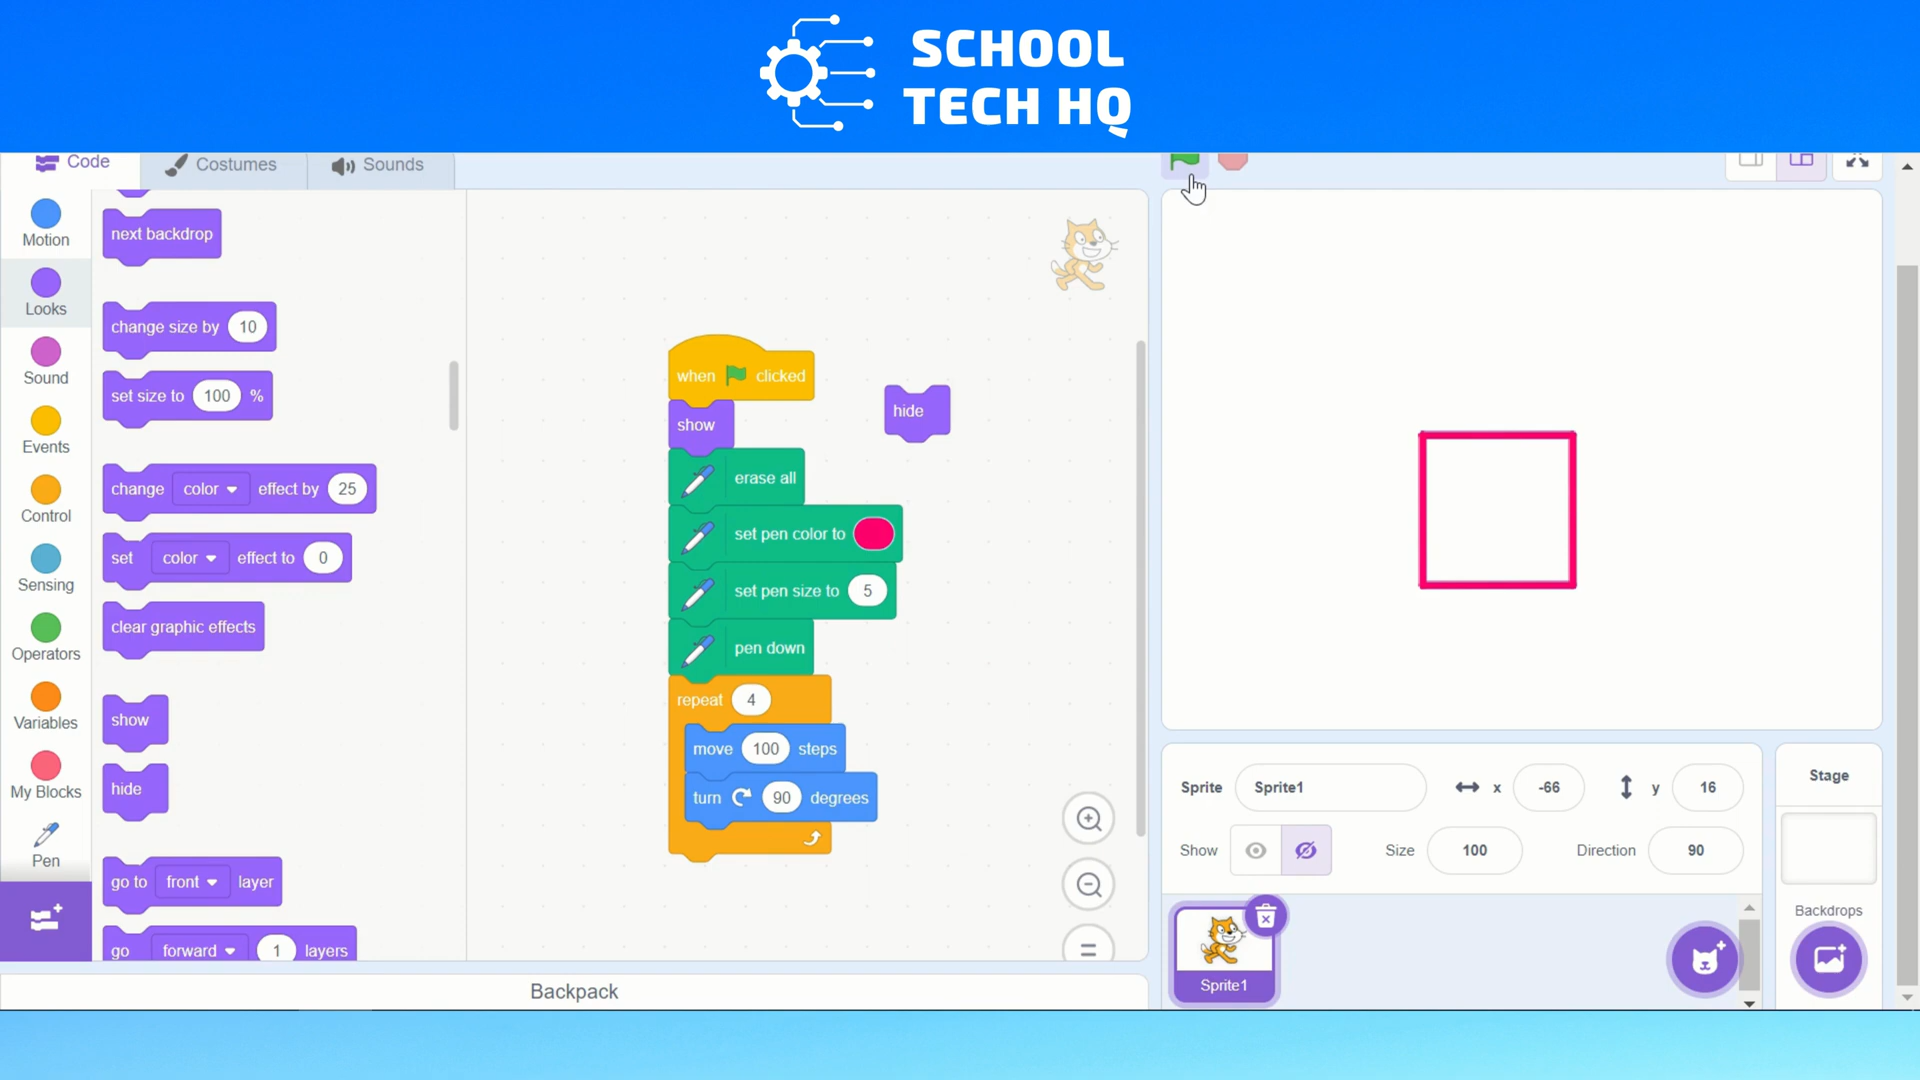 SCHOOL
TECH HQ
Code
Costumes
Sounds
Motion
Looks
Sound
Events
Control
Sensing
Operators
Variables
My Blocks
Pen
next backdrop
change size by 10
set size to 100 %
change color effect by 25
set color effect to 0
clear graphic effects
show
hide
go to front layer
go forward 1 layers
when clicked
show
erase all
set pen color to
set pen size to 5
pen down
repeat 4
move 100 steps
turn 90 degrees
hide
Backpack
Sprite Sprite1 x -66 y 16
Show Size 100 Direction 90
Sprite1
Stage
Backdrops